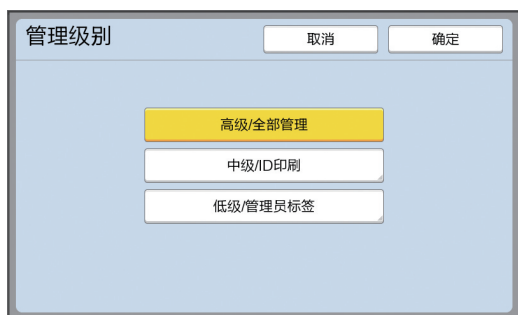 管理级别
取消
确定
高级/全部管理
中级/ID印刷
低级/管理员标签